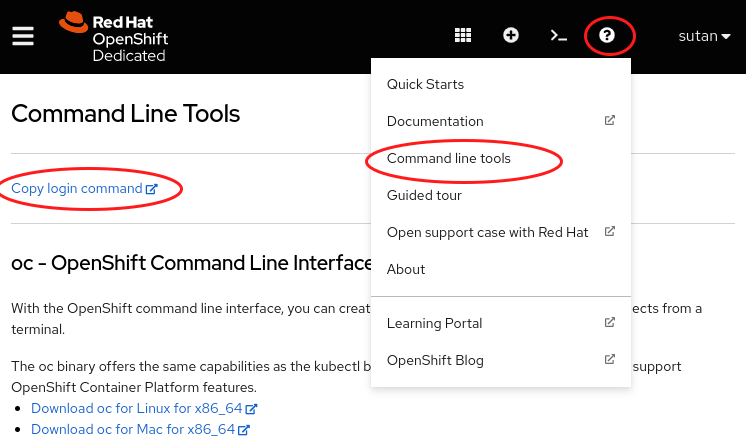 Red Hat
OpenShift
Dedicated
sutan
Quick Starts
Documentation
Command line tools
Guided tour
Open support case with Red Hat
About
Learning Portal
OpenShift Blog
Command Line Tools
Copy login command
oc - OpenShift Command Line Interface
With the OpenShift command line interface, you can creat ects from a
terminal.
The oc binary offers the same capabilities as the kubectl b support
OpenShift Container Platform features.
Download oc for Linux for x86_64
Download oc for Mac for x86_64